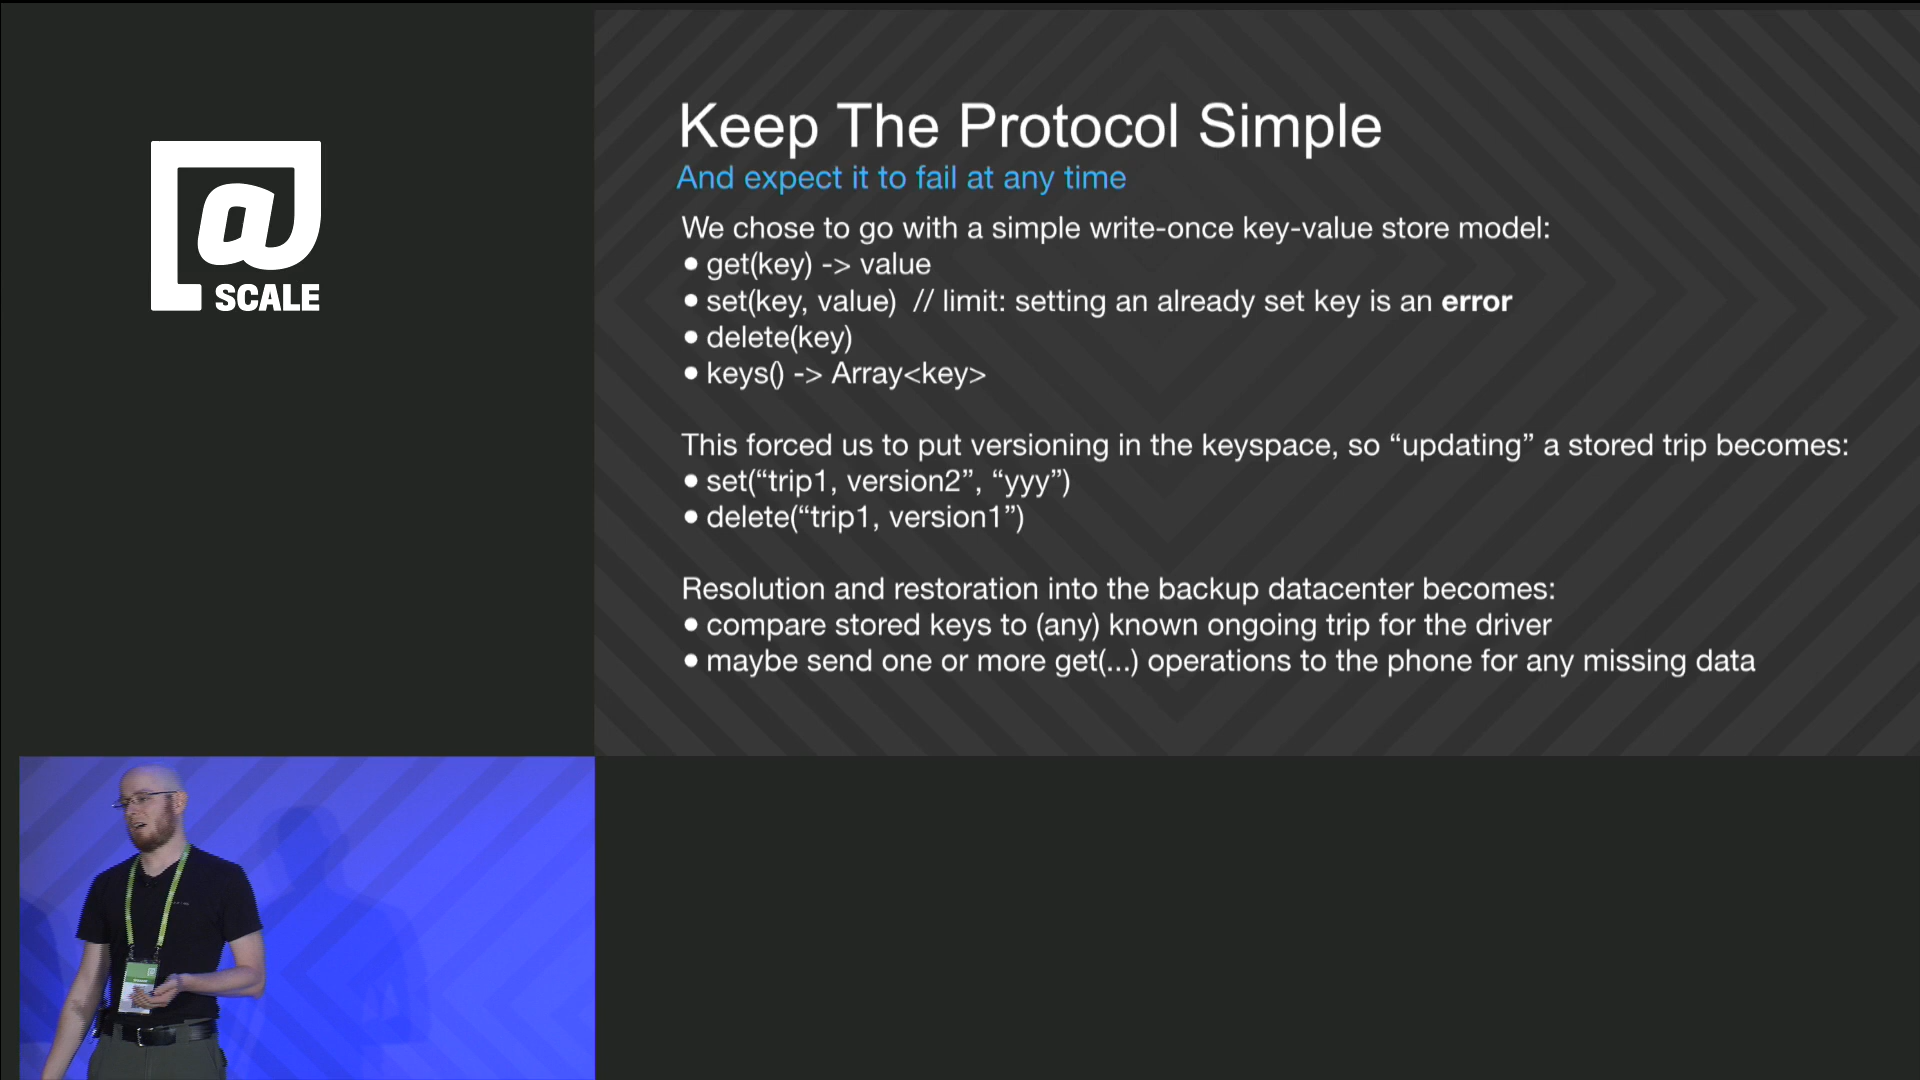 @
SCALE
Keep The Protocol Simple
And expect it to fail at any time
We chose to go with a simple write-once key-value store model:
• get(key) -> value
• set(key, value)  // limit: setting an already set key is an error
• delete(key)
• keys() -> Array<key>
This forced us to put versioning in the keyspace, so “updating” a stored trip becomes:
• set(“trip1, version2”, “yyy”)
• delete(“trip1, version1”)
Resolution and restoration into the backup datacenter becomes:
• compare stored keys to (any) known ongoing trip for the driver
• maybe send one or more get(...) operations to the phone for any missing data